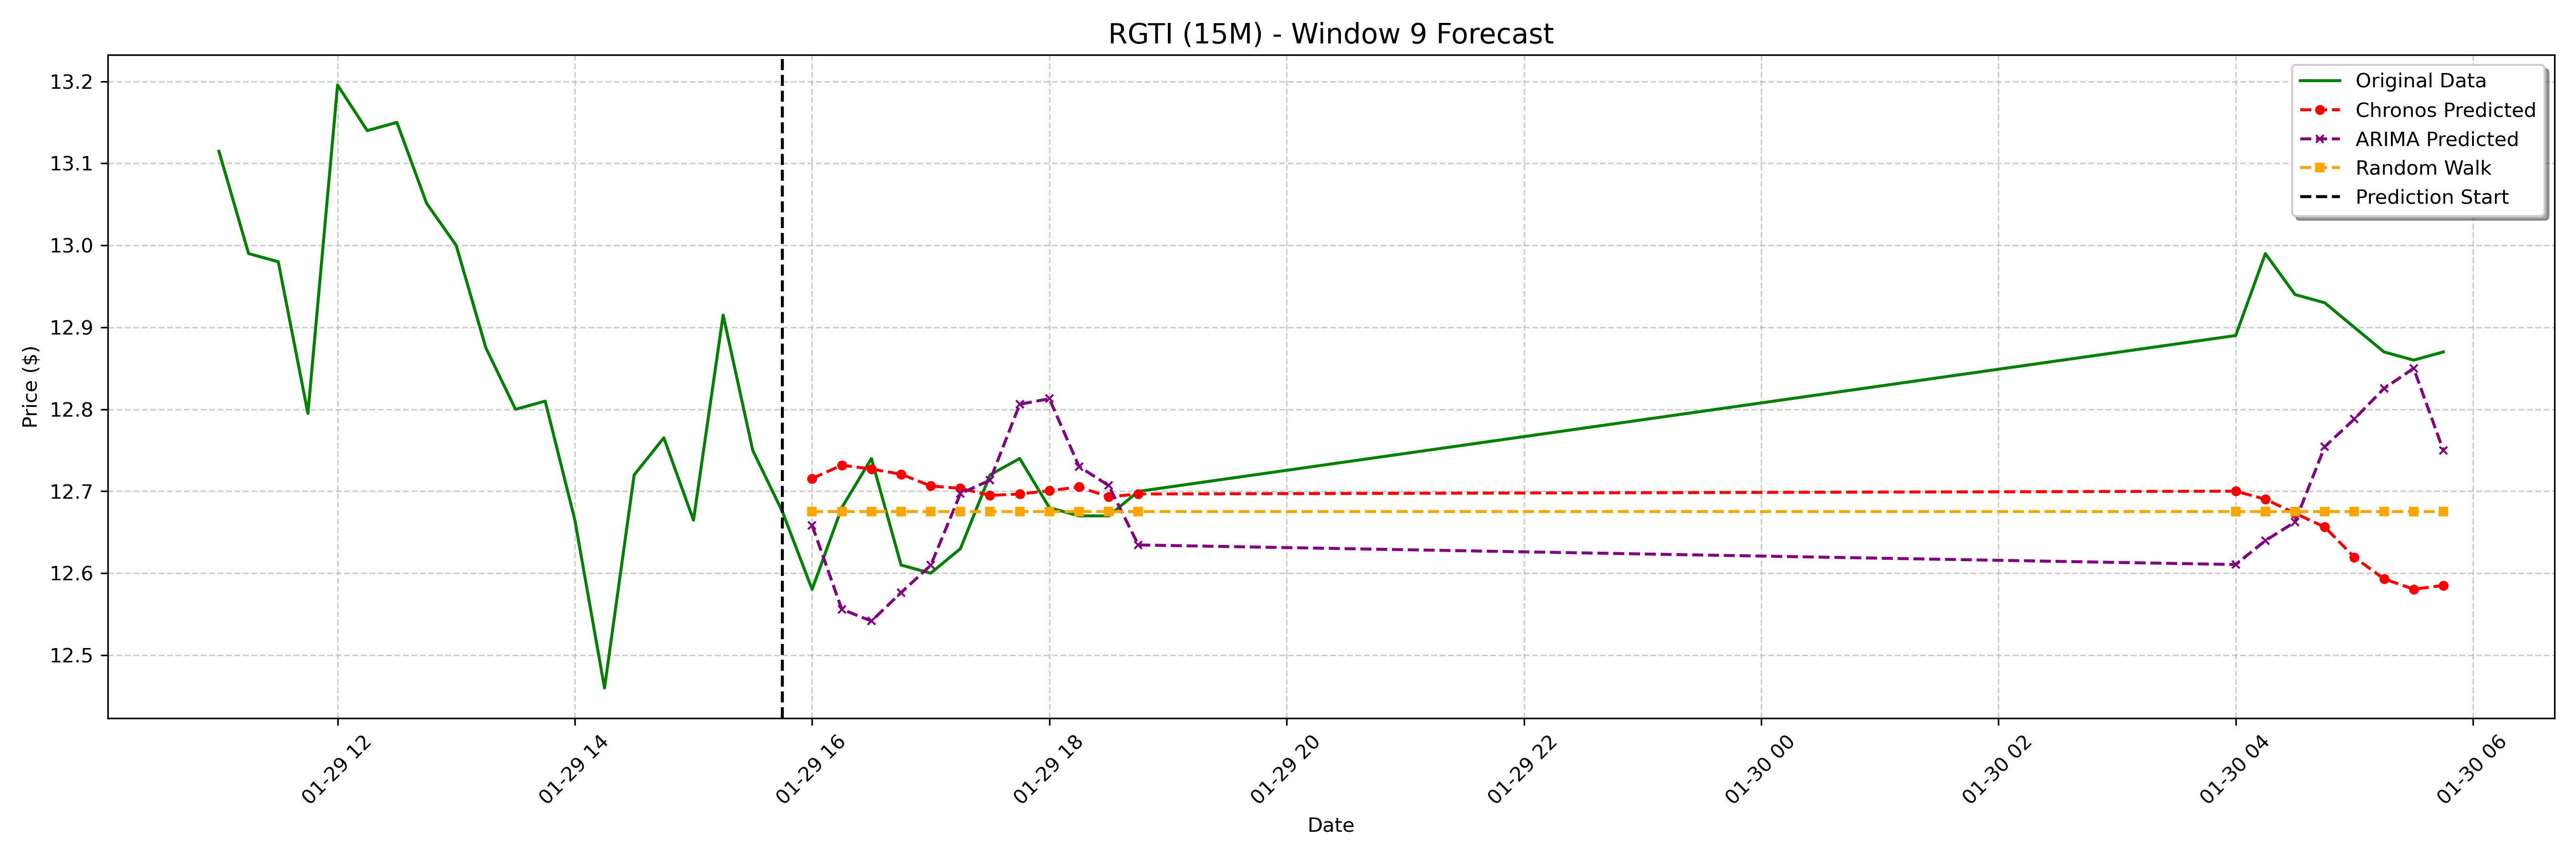 RGTI (15M) - Window 9 Forecast
Original Data
Chronos Predicted
ARIMA Predicted
Random Walk
Prediction Start
Price ($)
13.2
13.1
13.0
12.9
12.8
12.7
12.6
12.5
01-29 12
01-29 14
01-29 16
01-29 18
01-29 20
01-29 22
01-30 00
01-30 02
01-30 04
01-30 06
Date